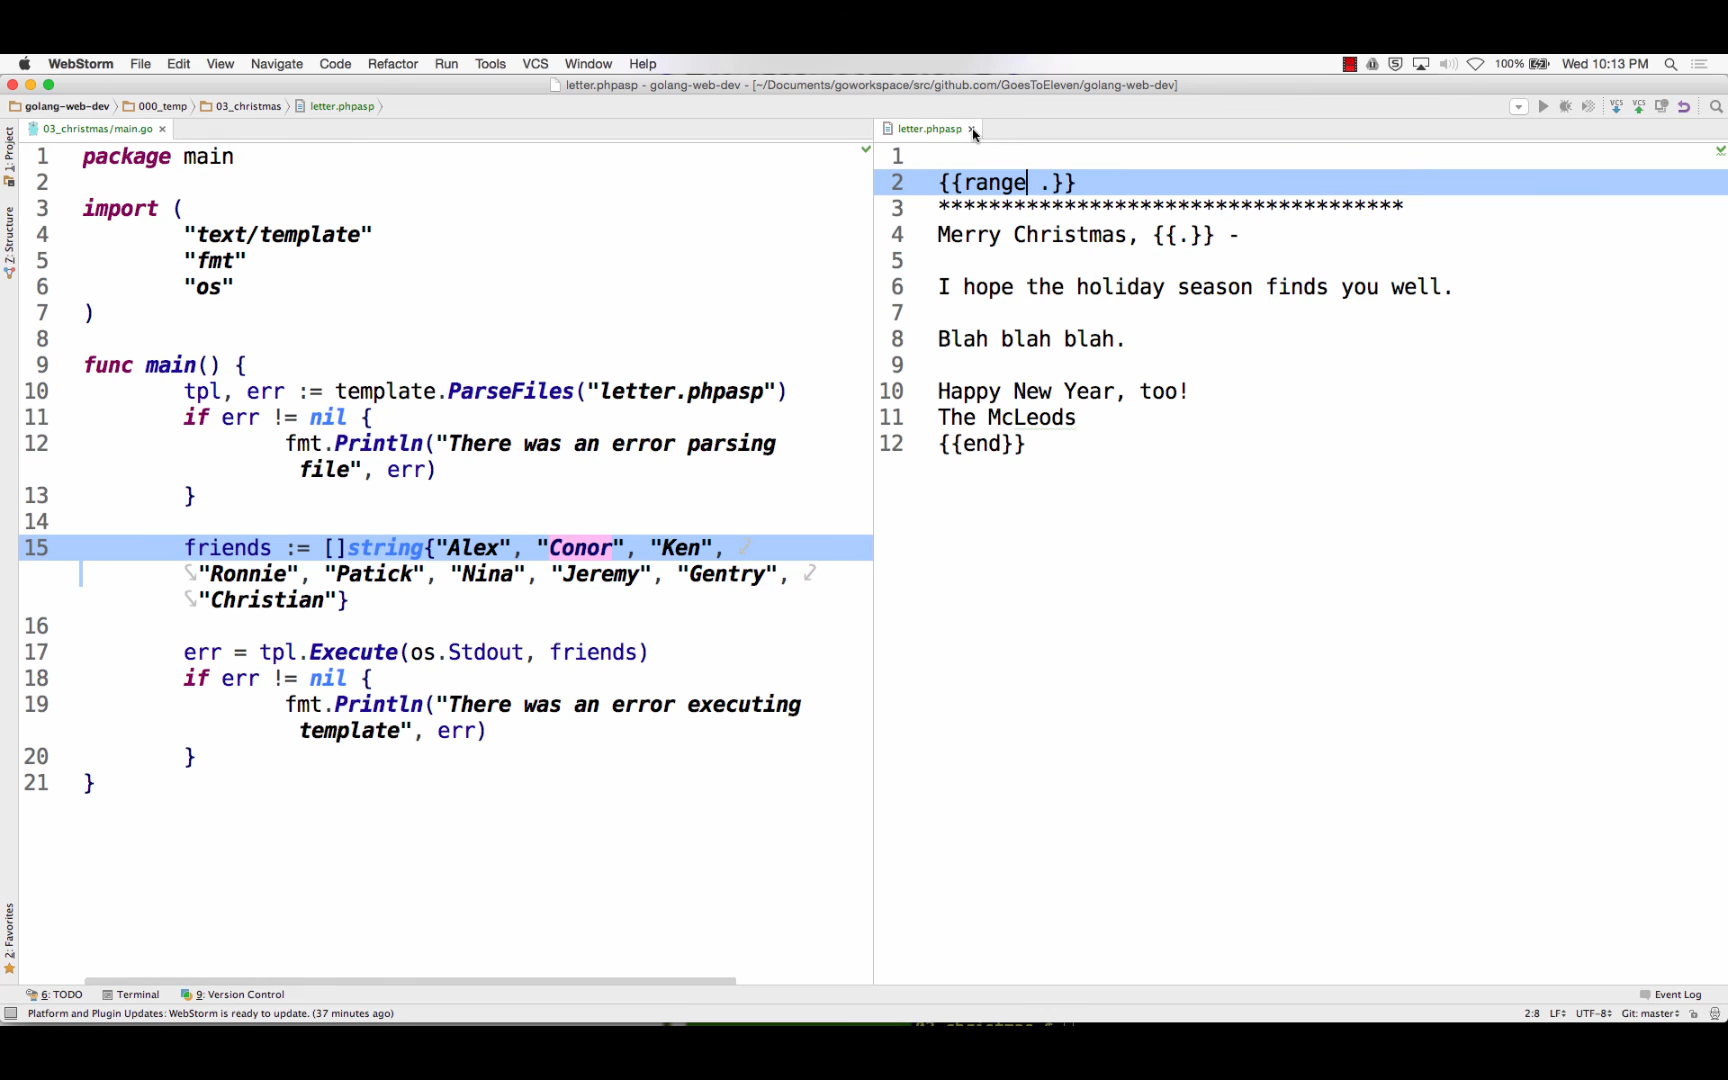 WebStorm File Edit View Navigate Code Refactor Run Tools VCS Window Help 100% Wed 10:13 PM
letter.phpasp - golang-web-dev - [~/Documents/goworkspace/src/github.com/GoesToEleven/golang-web-dev]
golang-web-dev 000_temp 03_christmas letter.phpasp
03_christmas/main.go
1 package main
2
3 import (
4 "text/template"
5 "fmt"
6 "os"
7 )
8
9 func main() {
10 tpl, err := template.ParseFiles("letter.phpasp")
11 if err != nil {
12 fmt.Println("There was an error parsing
file", err)
13 }
14
15 friends := []string{"Alex", "Conor", "Ken",
"Ronnie", "Patick", "Nina", "Jeremy", "Gentry",
"Christian"}
16
17 err = tpl.Execute(os.Stdout, friends)
18 if err != nil {
19 fmt.Println("There was an error executing
template", err)
20 }
21 }
letter.phpasp
1
2 {{range .}}
3 *************************************
4 Merry Christmas, {{.}} -
5
6 I hope the holiday season finds you well.
7
8 Blah blah blah.
9
10 Happy New Year, too!
11 The McLeods
12 {{end}}
1: Project
Z: Structure
2: Favorites
6: TODO Terminal 9: Version Control Event Log
Platform and Plugin Updates: WebStorm is ready to update. (37 minutes ago) 2:8 LF UTF-8 Git: master